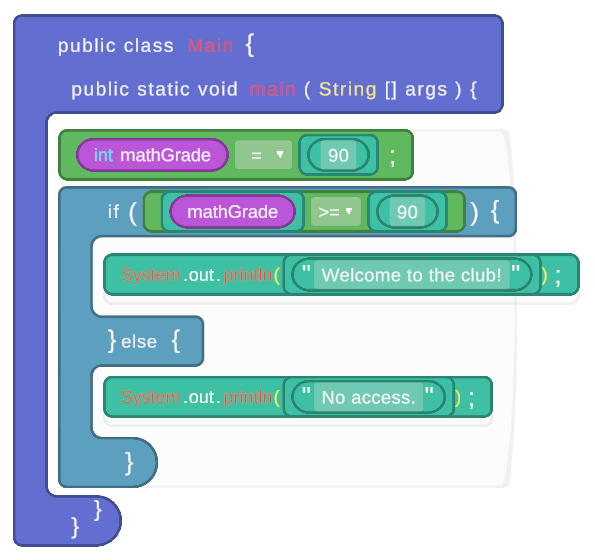 public class Main {
public static void main ( String [] args ) {
int mathGrade = ▾ 90 ;
if ( mathGrade >= ▾ 90 ) {
System.out.println( " Welcome to the club! " ) ;
} else {
System.out.println( " No access. " ) ;
}
}
}